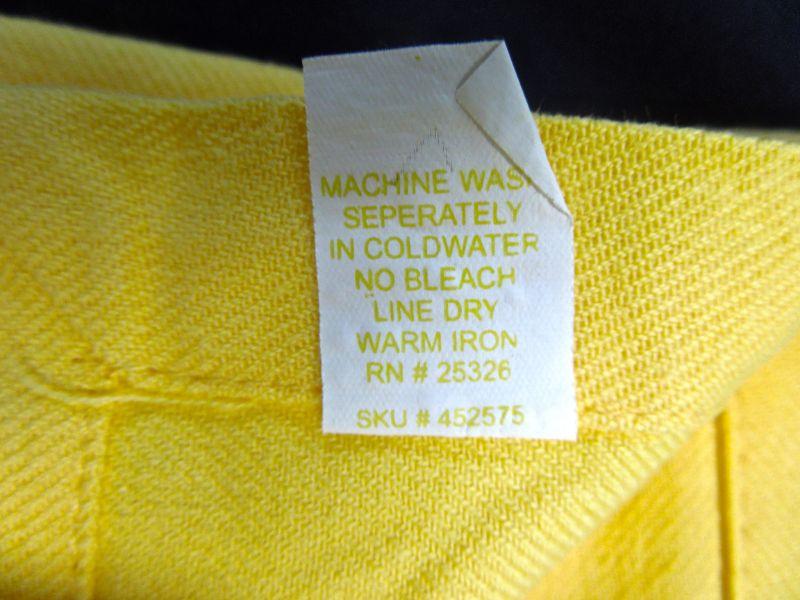 MACHINE WASH
SEPERATELY
IN COLDWATER
NO BLEACH
LINE DRY
WARM IRON
RN # 25326
SKU # 452575